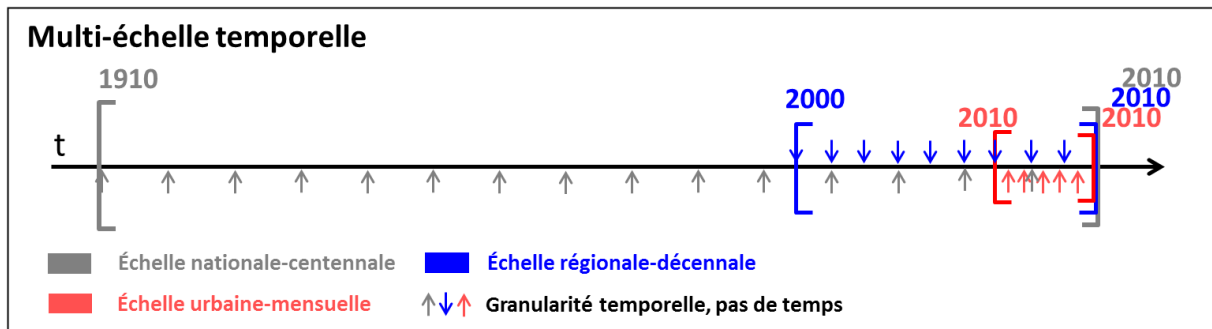 Multi-échelle temporelle
1910
2010
2000
2010
2010
2010
t
Échelle nationale-centennale
Échelle régionale-décennale
Échelle urbaine-mensuelle
Granularité temporelle, pas de temps